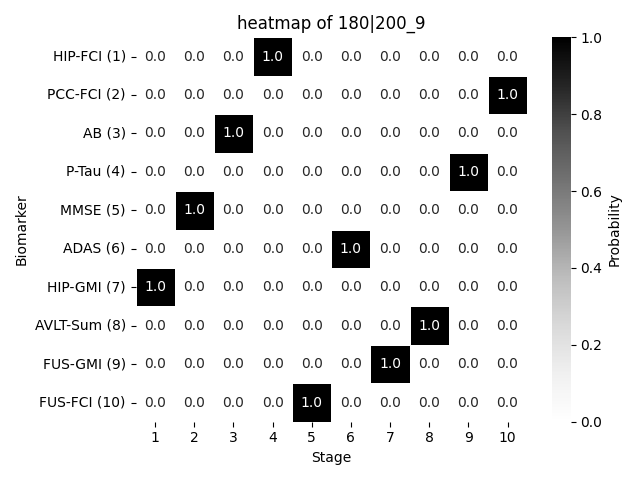 heatmap of 180|200_9
HIP-FCI (1) 0.0 0.0 0.0 1.0 0.0 0.0 0.0 0.0 0.0 0.0
PCC-FCI (2) 0.0 0.0 0.0 0.0 0.0 0.0 0.0 0.0 0.0 1.0
AB (3) 0.0 0.0 1.0 0.0 0.0 0.0 0.0 0.0 0.0 0.0
P-Tau (4) 0.0 0.0 0.0 0.0 0.0 0.0 0.0 0.0 1.0 0.0
MMSE (5) 0.0 1.0 0.0 0.0 0.0 0.0 0.0 0.0 0.0 0.0
ADAS (6) 0.0 0.0 0.0 0.0 0.0 1.0 0.0 0.0 0.0 0.0
HIP-GMI (7) 1.0 0.0 0.0 0.0 0.0 0.0 0.0 0.0 0.0 0.0
AVLT-Sum (8) 0.0 0.0 0.0 0.0 0.0 0.0 0.0 1.0 0.0 0.0
FUS-GMI (9) 0.0 0.0 0.0 0.0 0.0 0.0 1.0 0.0 0.0 0.0
FUS-FCI (10) 0.0 0.0 0.0 0.0 1.0 0.0 0.0 0.0 0.0 0.0
1 2 3 4 5 6 7 8 9 10
Stage
Biomarker
1.0
0.8
0.6
0.4
0.2
0.0
Probability